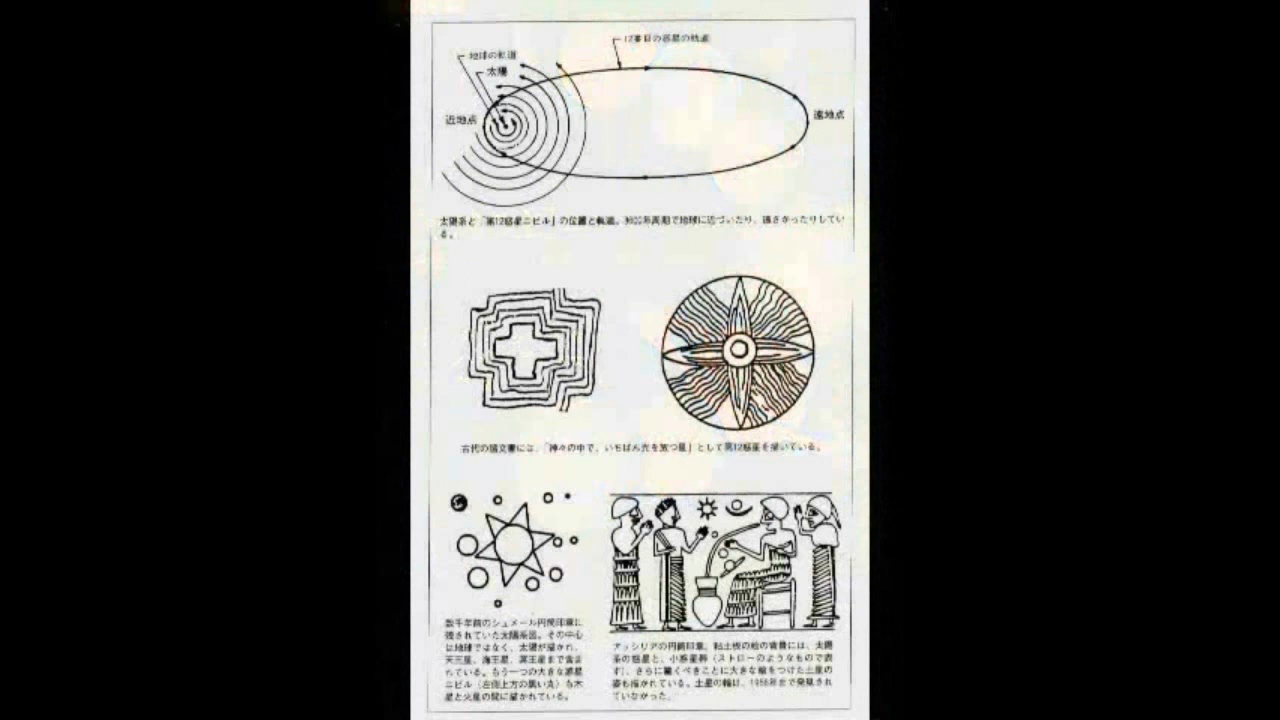 12番目の惑星の軌道
地球の軌道
太陽
近地点
遠地点
太陽系と「第12惑星ニビル」の位置と軌道。3600年周期で地球に近づいたり、遠ざかったりしてい
る。
古代の諸文書には、「神々の中で、いちばん光を放つ星」として第12惑星を描いている。
数千年前のシュメール円筒印章に
残されていた太陽系図。その中心
は地球ではなく、太陽が描かれ、
天王星、海王星、冥王星まで含ま
れている。もう一つの大きな惑星
ニビル（左側上方の黒い丸）も木
星と火星の間に描かれている。
アッシリアの円筒印章。粘土板の絵の背景には、太陽
系の惑星と、小惑星群（ストローのようなもので表
す）、さらに驚くべきことに大きな輪をつけた土星の
姿も描かれている。土星の輪は、1956年まで発見され
ていなかった。